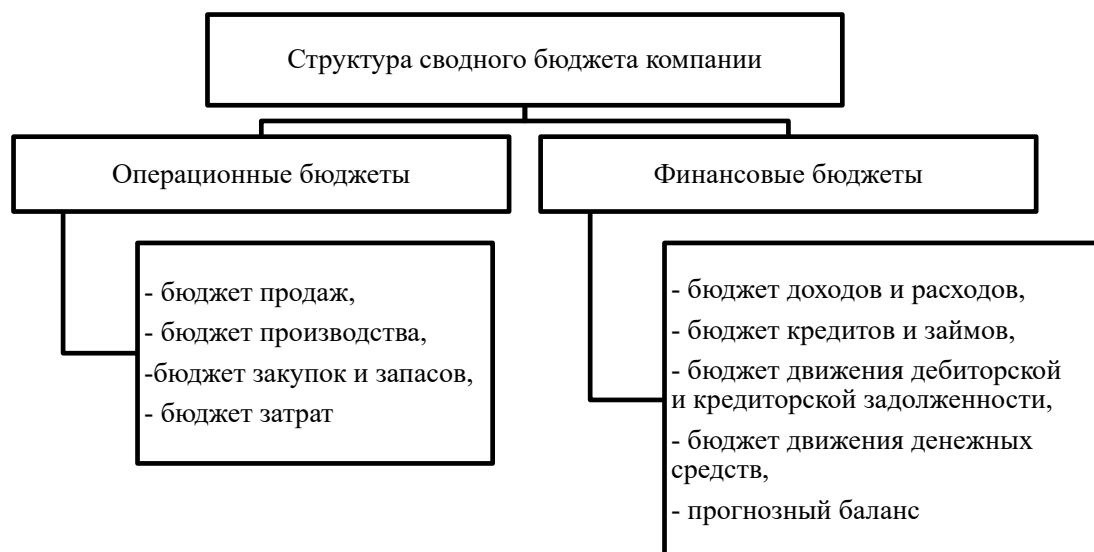 Структура сводного бюджета компании
Операционные бюджеты
Финансовые бюджеты
- бюджет продаж,
- бюджет производства,
-бюджет закупок и запасов,
- бюджет затрат
- бюджет доходов и расходов,
- бюджет кредитов и займов,
- бюджет движения дебиторской
и кредиторской задолженности,
- бюджет движения денежных
средств,
- прогнозный баланс